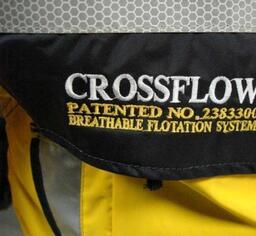 CROSSFLOW
PATENTED NO.2383300
BREATHABLE FLOTATION SYSTEM